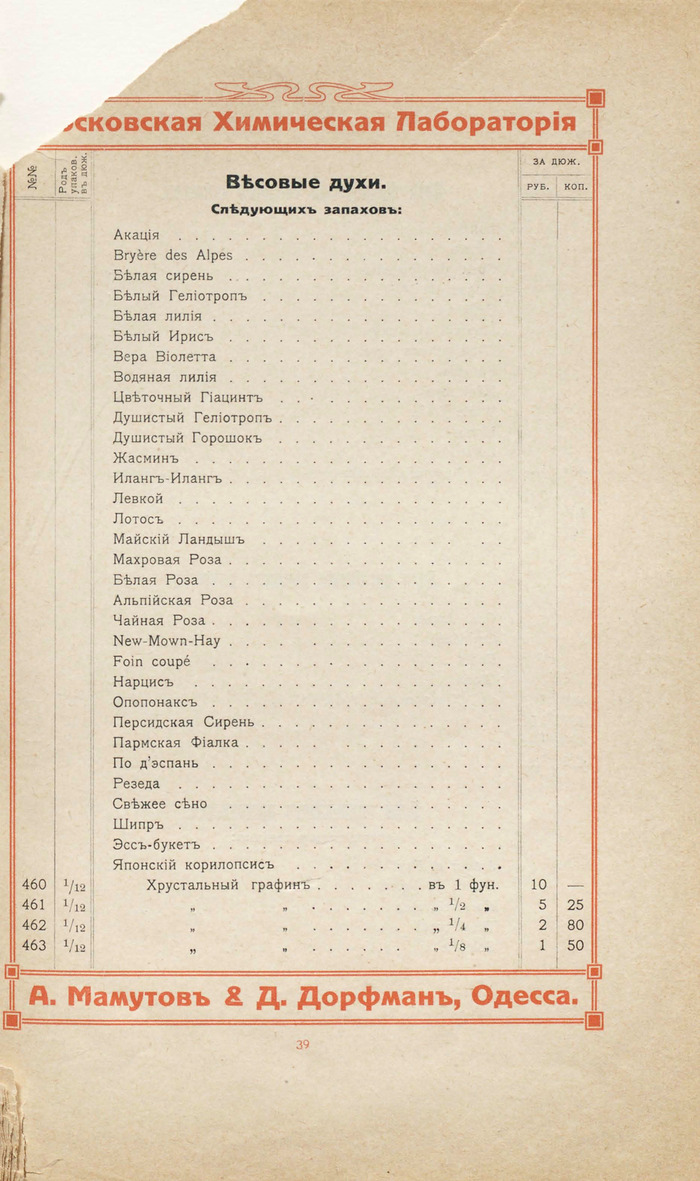 сковская Химическая Лабораторія
№№
Родъ упаков. въ дюж.
Вѣсовые духи.
ЗА ДЮЖ.
РУБ. КОП.
Слѣдующихъ запаховъ:
Акація . . . . . . . . . . . . . . . . . . . .
Bryère des Alpes . . . . . . . . . . . . . . . .
Бѣлая сирень . . . . . . . . . . . . . . . . .
Бѣлый Геліотропъ . . . . . . . . . . . . . . .
Бѣлая лилія . . . . . . . . . . . . . . . . . .
Бѣлый Ирисъ . . . . . . . . . . . . . . . . .
Вера Віолетта . . . . . . . . . . . . . . . . .
Водяная лилія . . . . . . . . . . . . . . . . .
Цвѣточный Гіацинтъ . . . . . . . . . . . . . .
Душистый Геліотропъ . . . . . . . . . . . . . .
Душистый Горошокъ . . . . . . . . . . . . . .
Жасминъ . . . . . . . . . . . . . . . . . . .
Илангъ-Илангъ . . . . . . . . . . . . . . . . .
Левкой . . . . . . . . . . . . . . . . . . . .
Лотосъ . . . . . . . . . . . . . . . . . . . .
Майскій Ландышъ . . . . . . . . . . . . . . .
Махровая Роза . . . . . . . . . . . . . . . . .
Бѣлая Роза . . . . . . . . . . . . . . . . . .
Альпійская Роза . . . . . . . . . . . . . . . .
Чайная Роза . . . . . . . . . . . . . . . . . .
New-Mown-Hay . . . . . . . . . . . . . . . . .
Foin coupé . . . . . . . . . . . . . . . . . .
Нарцисъ . . . . . . . . . . . . . . . . . . .
Опопонаксъ . . . . . . . . . . . . . . . . . .
Персидская Сирень . . . . . . . . . . . . . . .
Пармская Фіалка . . . . . . . . . . . . . . . .
По д'эспань . . . . . . . . . . . . . . . . . .
Резеда . . . . . . . . . . . . . . . . . . . .
Свѣжее сѣно . . . . . . . . . . . . . . . . .
Шипръ . . . . . . . . . . . . . . . . . . . .
Эссъ-букетъ . . . . . . . . . . . . . . . . . .
Японскій корилопсисъ . . . . . . . . . . . . .
460 1/12 Хрустальный графинъ . . . . . . . въ 1 фун. 10 —
461 1/12 „ „ . . . . . . . „ 1/2 „ 5 25
462 1/12 „ „ . . . . . . . „ 1/4 „ 2 80
463 1/12 „ „ . . . . . . „ 1/8 „ 1 50
А. Мамутовъ & Д. Дорфманъ, Одесса.
39